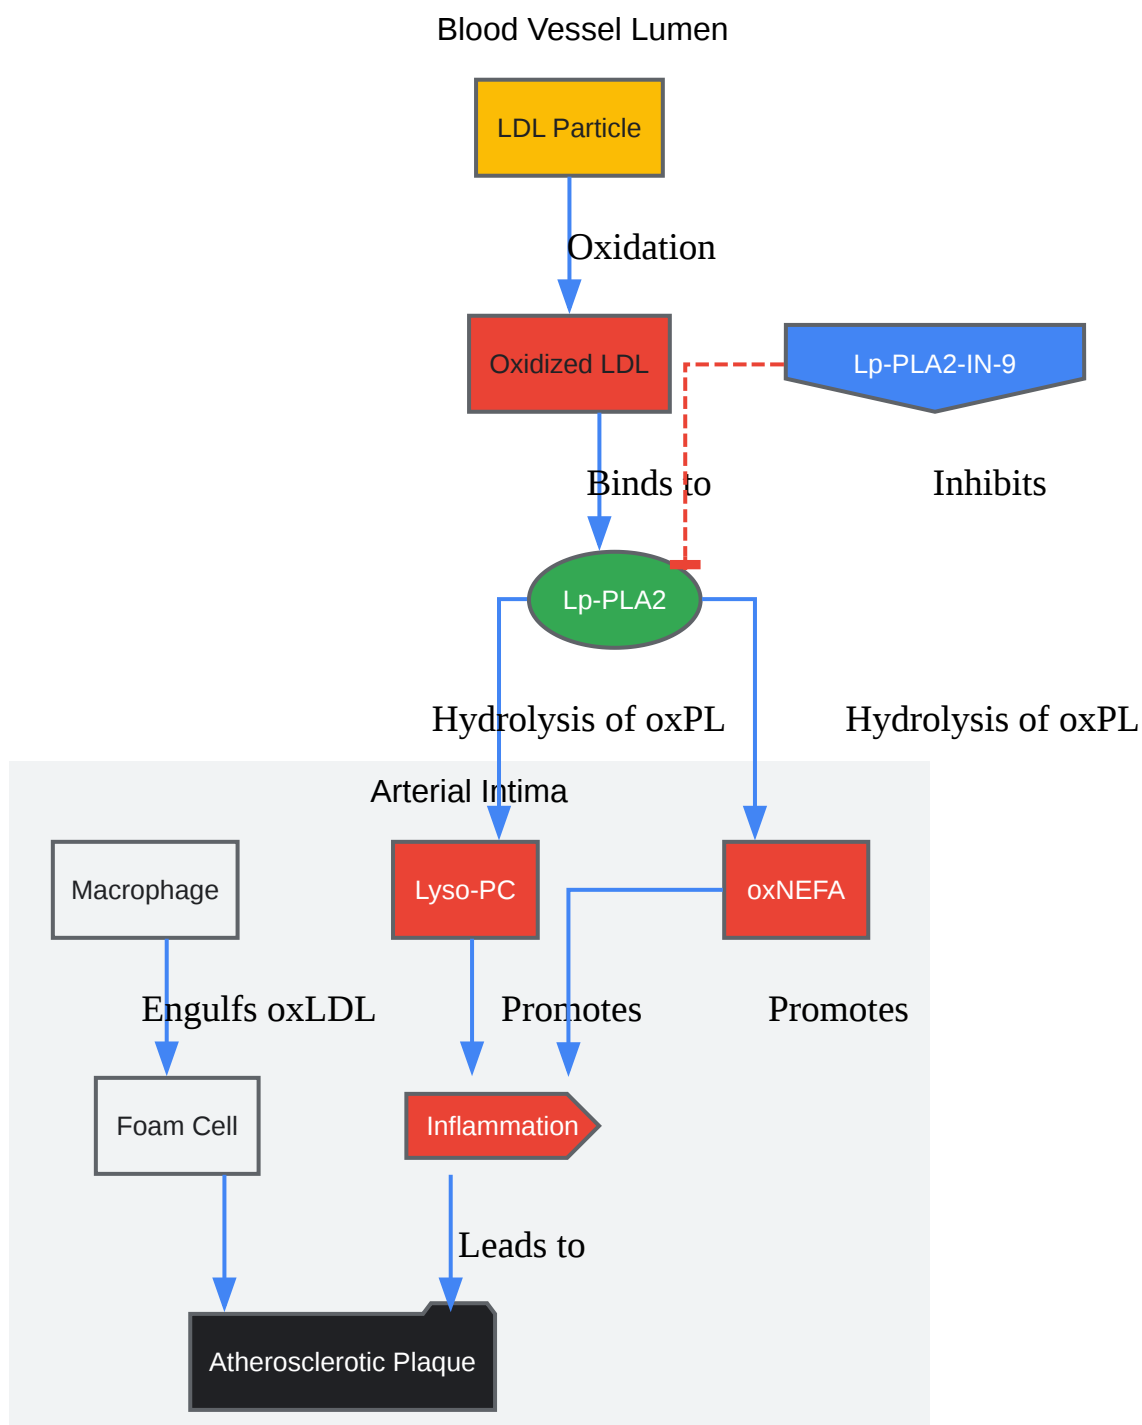 Blood Vessel Lumen
LDL Particle
Oxidation
Oxidized LDL
Lp-PLA2-IN-9
Binds to
Inhibits
Lp-PLA2
Hydrolysis of oxPL
Hydrolysis of oxPL
Arterial Intima
Macrophage
Lyso-PC
oxNEFA
Engulfs oxLDL
Promotes
Promotes
Foam Cell
Inflammation
Leads to
Atherosclerotic Plaque